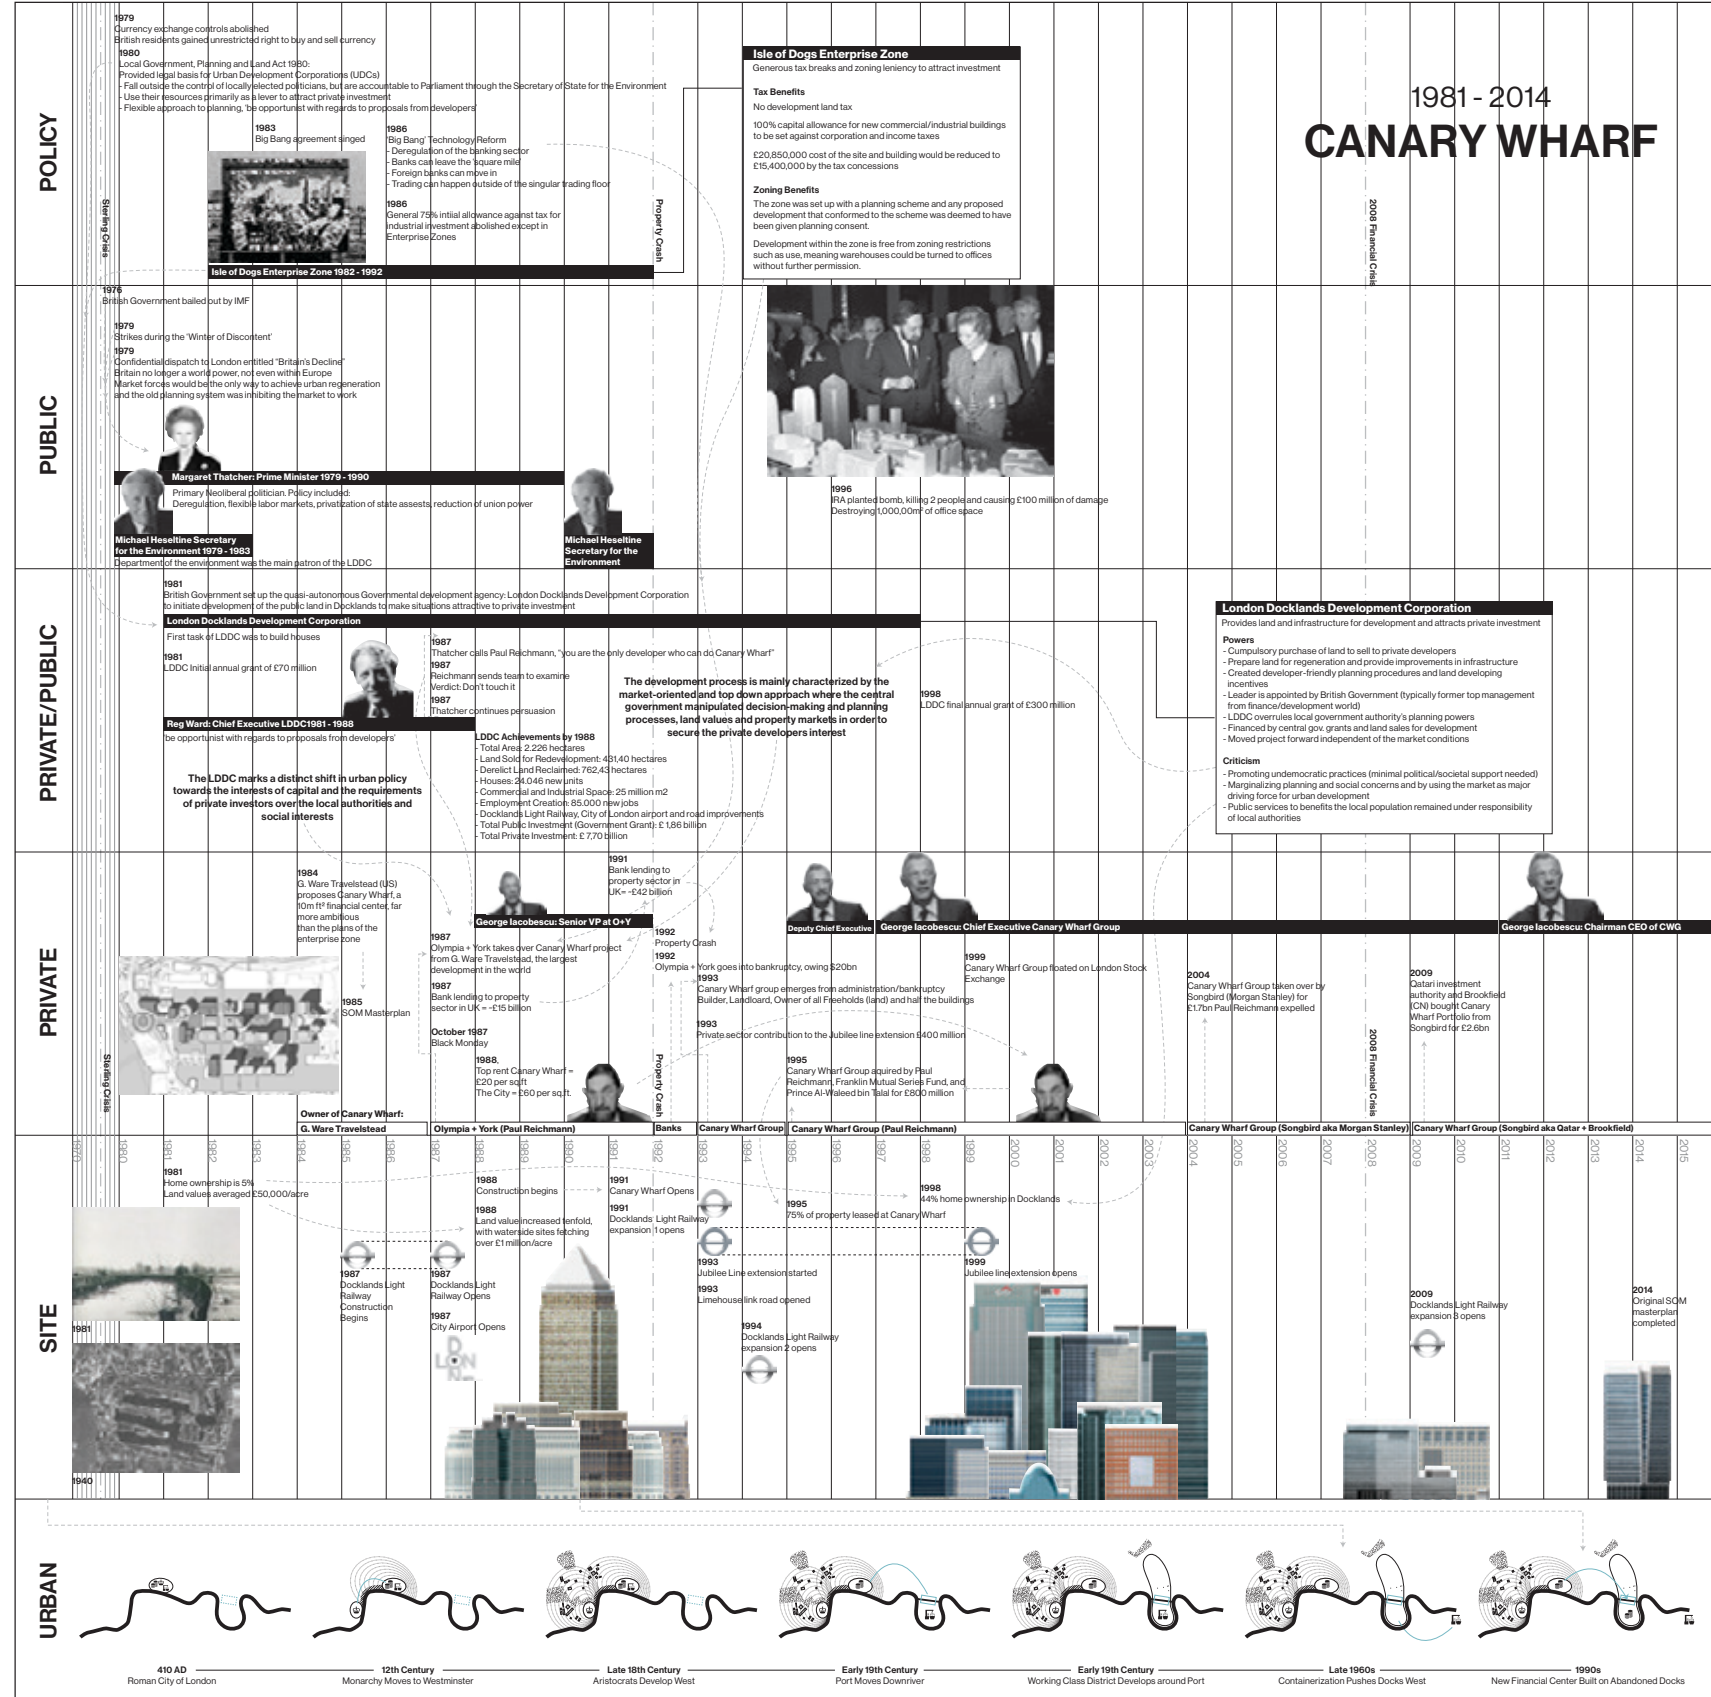 1981 - 2014
CANARY WHARF
POLICY
1979
Currency exchange controls abolished
British residents gained unrestricted right to buy and sell currency
1980
Local Government, Planning and Land Act 1980:
Provided legal basis for Urban Development Corporations (UDCs)
- Fall outside the control of locally elected politicians, but are accountable to Parliament through the Secretary of State for the Environment
- Use their resources primarily as a lever to attract private investment
- Flexible approach to planning, 'be opportunist with regards to proposals from developers'
1983
Big Bang agreement singed
1986
'Big Bang' Technology Reform
- Deregulation of the banking sector
- Banks can leave the 'square mile'
- Foreign banks can move in
- Trading can happen outside of the singular trading floor
1986
General 75% intiial allowance against tax for
industrial investment abolished except in
Enterprise Zones
Sterling Crisis
Property Crash
2008 Financial Crisis
Isle of Dogs Enterprise Zone 1982 - 1992
Isle of Dogs Enterprise Zone
Generous tax breaks and zoning leniency to attract investment
Tax Benefits
No development land tax
100% capital allowance for new commercial/industrial buildings
to be set against corporation and income taxes
£20,850,000 cost of the site and building would be reduced to
£15,400,000 by the tax concessions
Zoning Benefits
The zone was set up with a planning scheme and any proposed
development that conformed to the scheme was deemed to have
been given planning consent.
Development within the zone is free from zoning restrictions
such as use, meaning warehouses could be turned to offices
without further permission.
PUBLIC
1976
British Government bailed out by IMF
1979
Strikes during the 'Winter of Discontent'
1979
Confidential dispatch to London entitled "Britain's Decline"
Britain no longer a world power, not even within Europe
Market forces would be the only way to achieve urban regeneration
and the old planning system was inhibiting the market to work
Margaret Thatcher: Prime Minister 1979 - 1990
Primary Neoliberal politician. Policy included:
Deregulation, flexible labor markets, privatization of state assests, reduction of union power
Michael Heseltine Secretary
for the Environment 1979 - 1983
Department of the environment was the main patron of the LDDC
Michael Heseltine
Secretary for the
Environment
1996
IRA planted bomb, killing 2 people and causing £100 million of damage
Destroying 1,000,00m² of office space
PRIVATE/PUBLIC
1981
British Government set up the quasi-autonomous Governmental development agency: London Docklands Development Corporation
to initiate development of the public land in Docklands to make situations attractive to private investment
London Docklands Development Corporation
First task of LDDC was to build houses
1981
LDDC Initial annual grant of £70 million
Reg Ward: Chief Executive LDDC1981 - 1988
'be opportunist with regards to proposals from developers'
The LDDC marks a distinct shift in urban policy
towards the interests of capital and the requirements
of private investors over the local authorities and
social interests
1987
Thatcher calls Paul Reichmann, "you are the only developer who can do Canary Wharf"
1987
Reichmann sends team to examine
Verdict: Don't touch it
1987
Thatcher continues persuasion
LDDC Achievements by 1988
- Total Area: 2.226 hectares
- Land Sold for Redevelopment: 431,40 hectares
- Derelict Land Reclaimed: 762,43 hectares
- Houses: 24.046 new units
- Commercial and Industrial Space: 25 million m2
- Employment Creation: 85.000 new jobs
- Docklands Light Railway, City of London airport and road improvements
- Total Public Investment (Government Grant): £ 1,86 billion
- Total Private Investment: £ 7,70 billion
The development process is mainly characterized by the
market-oriented and top down approach where the central
government manipulated decision-making and planning
processes, land values and property markets in order to
secure the private developers interest
1998
LDDC final annual grant of £300 million
London Docklands Development Corporation
Provides land and infrastructure for development and attracts private investment
Powers
- Cumpulsory purchase of land to sell to private developers
- Prepare land for regeneration and provide improvements in infrastructure
- Created developer-friendly planning procedures and land developing
incentives
- Leader is appointed by British Government (typically former top management
from finance/development world)
- LDDC overrules local government authority's planning powers
- Financed by central gov. grants and land sales for development
- Moved project forward independent of the market conditions
Criticism
- Promoting undemocratic practices (minimal political/societal support needed)
- Marginalizing planning and social concerns and by using the market as major
driving force for urban development
- Public services to benefits the local population remained under responsibility
of local authorities
PRIVATE
1984
G. Ware Travelstead (US)
proposes Canary Wharf, a
10m ft² financial center, far
more ambitious
than the plans of the
enterprise zone
1985
SOM Masterplan
George Iacobescu: Senior VP at O+Y
1987
Olympia + York takes over Canary Wharf project
from G. Ware Travelstead, the largest
development in the world
1987
Bank lending to property
sector in UK = ~£15 billion
October 1987
Black Monday
1988,
Top rent Canary Wharf =
£20 per sq.ft
The City = £60 per sq.ft.
1991
Bank lending to
property sector in
UK= ~£42 billion
1992
Property Crash
1992
Olympia + York goes into bankruptcy, owing $20bn
1993
Canary Wharf group emerges from administration/bankruptcy
Builder, Landloard, Owner of all Freeholds (land) and half the buildings
1993
Private sector contribution to the Jubilee line extension £400 million
1995
Canary Wharf Group aquired by Paul
Reichmann, Franklin Mutual Series Fund, and
Prince Al-Waleed bin Talal for £800 million
Deputy Chief Executive
George Iacobescu: Chief Executive Canary Wharf Group
George Iacobescu: Chairman CEO of CWG
1999
Canary Wharf Group floated on London Stock
Exchange
2004
Canary Wharf Group taken over by
Songbird (Morgan Stanley) for
£1.7bn Paul Reichmann expelled
2009
Qatari investment
authority and Brookfield
(CN) bought Canary
Wharf Portfolio from
Songbird for £2.6bn
Sterling Crisis
Property Crash
2008 Financial Crisis
Owner of Canary Wharf:
G. Ware Travelstead
Olympia + York (Paul Reichmann)
Banks
Canary Wharf Group
Canary Wharf Group (Paul Reichmann)
Canary Wharf Group (Songbird aka Morgan Stanley)
Canary Wharf Group (Songbird aka Qatar + Brookfield)
1970
1980
1981
1982
1983
1984
1985
1986
1987
1988
1989
1990
1991
1992
1993
1994
1995
1996
1997
1998
1999
2000
2001
2002
2003
2004
2005
2006
2007
2008
2009
2010
2011
2012
2013
2014
2015
SITE
1981
Home ownership is 5%
Land values averaged £50,000/acre
1981
1940
1987
Docklands Light
Railway
Construction
Begins
1987
Docklands Light
Railway Opens
1987
City Airport Opens
LON
D
N
1988
Construction begins
1988
Land value increased tenfold,
with waterside sites fetching
over £1 million/acre
1991
Canary Wharf Opens
1991
Docklands Light Railway
expansion 1 opens
1993
Jubilee Line extension started
1993
Limehouse link road opened
1994
Docklands Light Railway
expansion 2 opens
1995
75% of property leased at Canary Wharf
1998
44% home ownership in Docklands
1999
Jubilee line extension opens
2009
Docklands Light Railway
expansion 3 opens
2014
Original SOM
masterplan
completed
URBAN
410 AD
Roman City of London
12th Century
Monarchy Moves to Westminster
Late 18th Century
Aristocrats Develop West
Early 19th Century
Port Moves Downriver
Early 19th Century
Working Class District Develops around Port
Late 1960s
Containerization Pushes Docks West
1990s
New Financial Center Built on Abandoned Docks